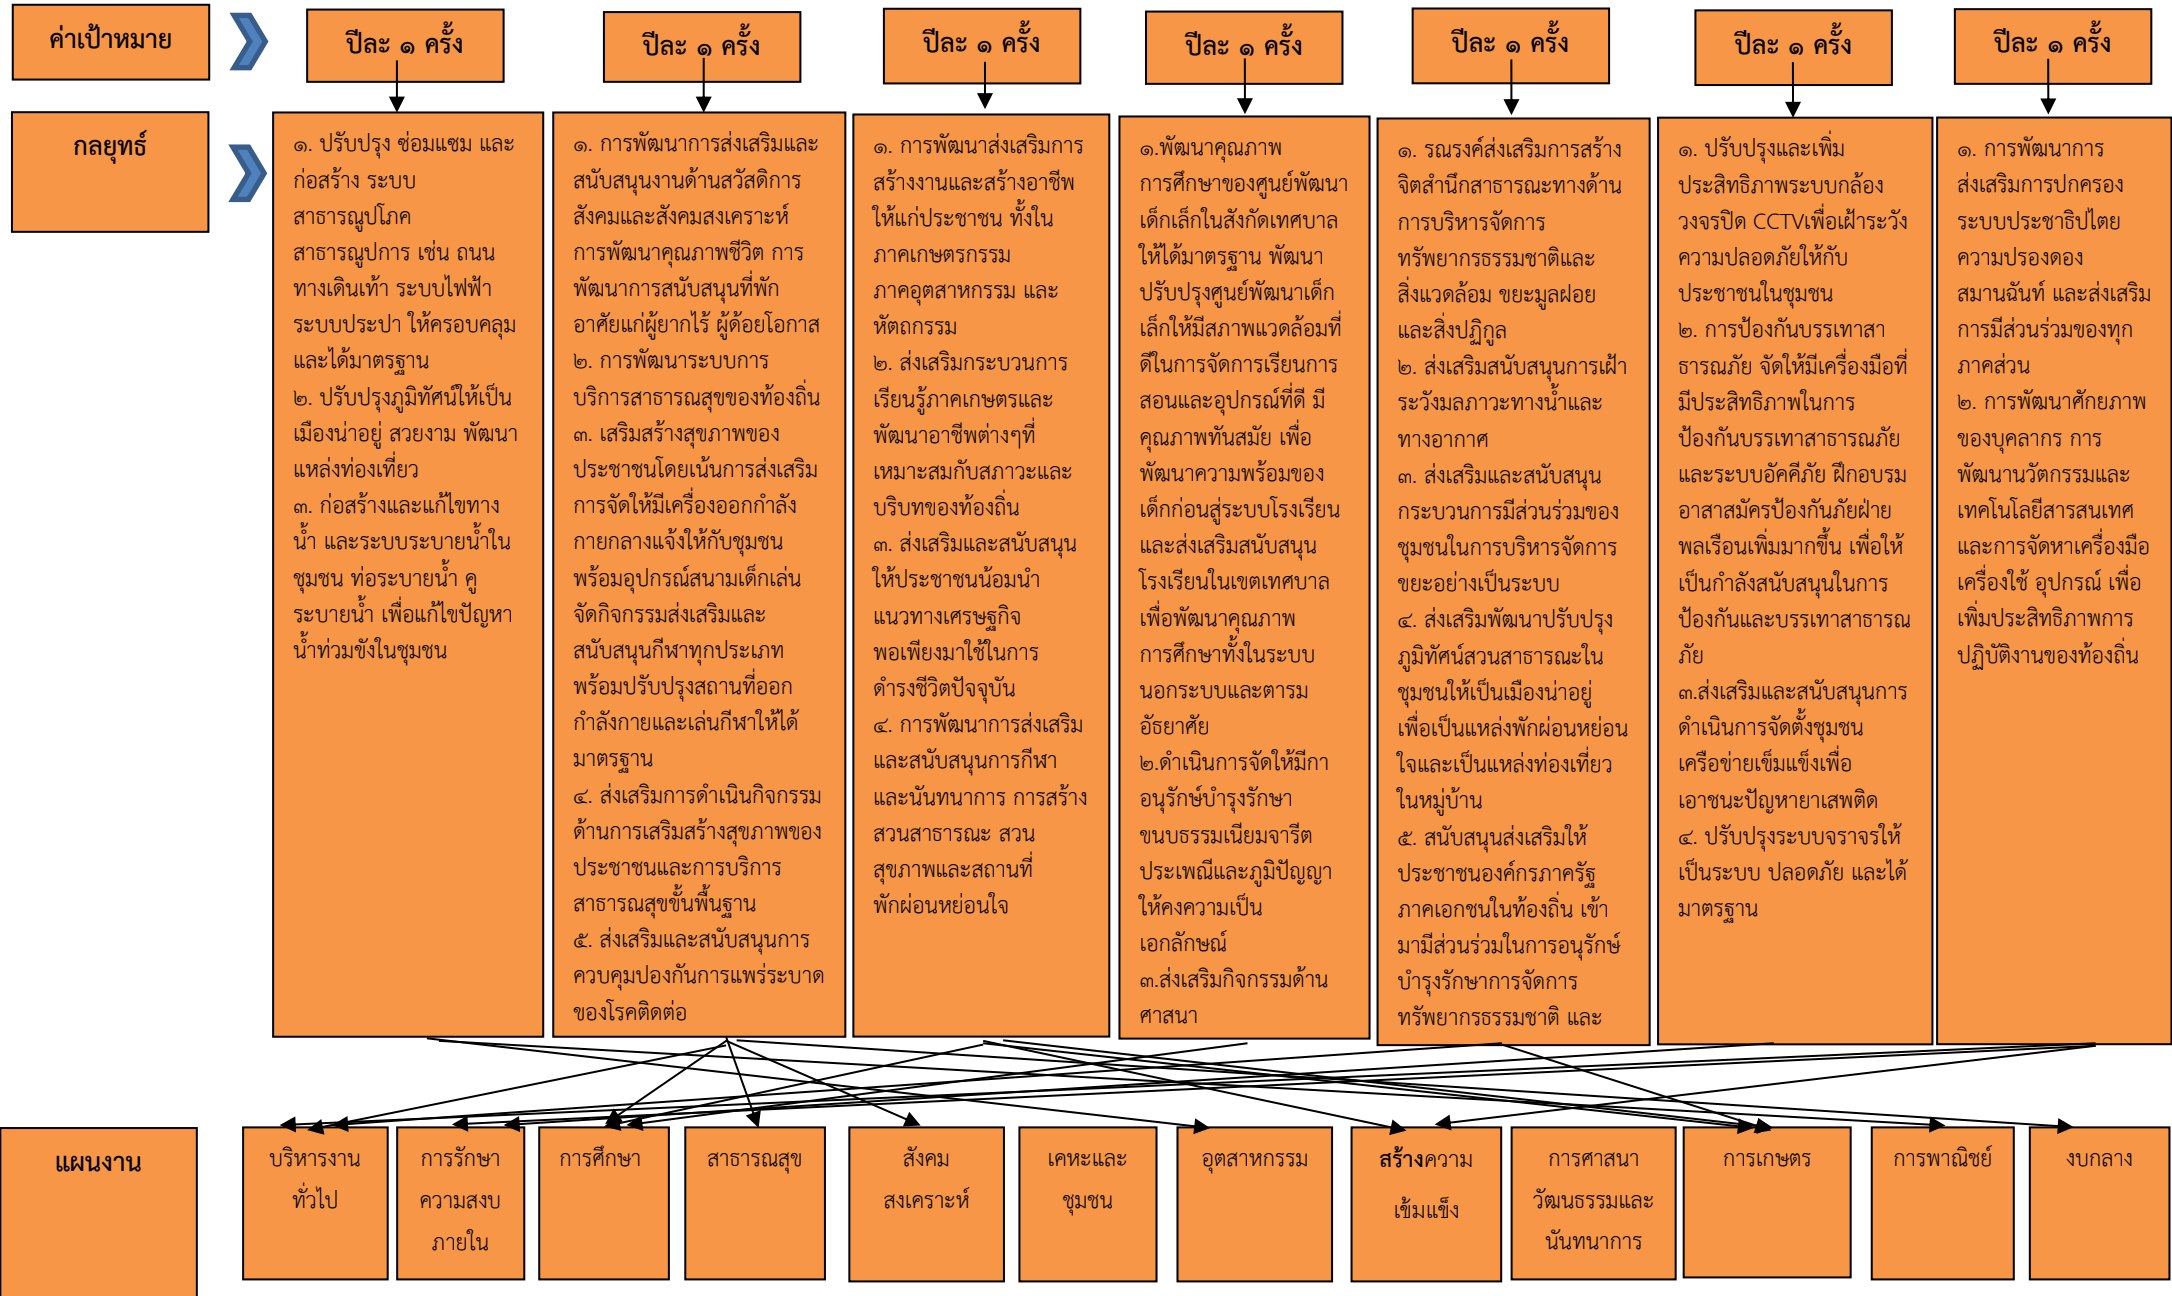 ค่าเป้าหมาย
ปีละ ๑ ครั้ง
ปีละ ๑ ครั้ง
ปีละ ๑ ครั้ง
ปีละ ๑ ครั้ง
ปีละ ๑ ครั้ง
ปีละ ๑ ครั้ง
ปีละ ๑ ครั้ง
กลยุทธ์
๑. ปรับปรุง ซ่อมแซม และ
ก่อสร้าง ระบบ
สาธารณูปโภค
สาธารณูปการ เช่น ถนน
ทางเดินเท้า ระบบไฟฟ้า
ระบบประปา ให้ครอบคลุม
และได้มาตรฐาน
๒. ปรับปรุงภูมิทัศน์ให้เป็น
เมืองน่าอยู่ สวยงาม พัฒนา
แหล่งท่องเที่ยว
๓. ก่อสร้างและแก้ไขทาง
น้ำ และระบบระบายน้ำใน
ชุมชน ท่อระบายน้ำ คู
ระบายน้ำ เพื่อแก้ไขปัญหา
น้ำท่วมขังในชุมชน
๑. การพัฒนาการส่งเสริมและ
สนับสนุนงานด้านสวัสดิการ
สังคมและสังคมสงเคราะห์
การพัฒนาคุณภาพชีวิต การ
พัฒนาการสนับสนุนที่พัก
อาศัยแก่ผู้ยากไร้ ผู้ด้อยโอกาส
๒. การพัฒนาระบบการ
บริการสาธารณสุขของท้องถิ่น
๓. เสริมสร้างสุขภาพของ
ประชาชนโดยเน้นการส่งเสริม
การจัดให้มีเครื่องออกกำลัง
กายกลางแจ้งให้กับชุมชน
พร้อมอุปกรณ์สนามเด็กเล่น
จัดกิจกรรมส่งเสริมและ
สนับสนุนกีฬาทุกประเภท
พร้อมปรับปรุงสถานที่ออก
กำลังกายและเล่นกีฬาให้ได้
มาตรฐาน
๔. ส่งเสริมการดำเนินกิจกรรม
ด้านการเสริมสร้างสุขภาพของ
ประชาชนและการบริการ
สาธารณสุขขั้นพื้นฐาน
๕. ส่งเสริมและสนับสนุนการ
ควบคุมปองกันการแพร่ระบาด
ของโรคติดต่อ
๑. การพัฒนาส่งเสริมการ
สร้างงานและสร้างอาชีพ
ให้แก่ประชาชน ทั้งใน
ภาคเกษตรกรรม
ภาคอุตสาหกรรม และ
หัตถกรรม
๒. ส่งเสริมกระบวนการ
เรียนรู้ภาคเกษตรและ
พัฒนาอาชีพต่างๆที่
เหมาะสมกับสภาวะและ
บริบทของท้องถิ่น
๓. ส่งเสริมและสนับสนุน
ให้ประชาชนน้อมนำ
แนวทางเศรษฐกิจ
พอเพียงมาใช้ในการ
ดำรงชีวิตปัจจุบัน
๔. การพัฒนาการส่งเสริม
และสนับสนุนการกีฬา
และนันทนาการ การสร้าง
สวนสาธารณะ สวน
สุขภาพและสถานที่
พักผ่อนหย่อนใจ
๑.พัฒนาคุณภาพ
การศึกษาของศูนย์พัฒนา
เด็กเล็กในสังกัดเทศบาล
ให้ได้มาตรฐาน พัฒนา
ปรับปรุงศูนย์พัฒนาเด็ก
เล็กให้มีสภาพแวดล้อมที่
ดีในการจัดการเรียนการ
สอนและอุปกรณ์ที่ดี มี
คุณภาพทันสมัย เพื่อ
พัฒนาความพร้อมของ
เด็กก่อนสู่ระบบโรงเรียน
และส่งเสริมสนับสนุน
โรงเรียนในเขตเทศบาล
เพื่อพัฒนาคุณภาพ
การศึกษาทั้งในระบบ
นอกระบบและตารม
อัธยาศัย
๒.ดำเนินการจัดให้มีกา
อนุรักษ์บำรุงรักษา
ขนบธรรมเนียมจารีต
ประเพณีและภูมิปัญญา
ให้คงความเป็น
เอกลักษณ์
๓.ส่งเสริมกิจกรรมด้าน
ศาสนา
๑. รณรงค์ส่งเสริมการสร้าง
จิตสำนึกสาธารณะทางด้าน
การบริหารจัดการ
ทรัพยากรธรรมชาติและ
สิ่งแวดล้อม ขยะมูลฝอย
และสิ่งปฏิกูล
๒. ส่งเสริมสนับสนุนการเฝ้า
ระวังมลภาวะทางน้ำและ
ทางอากาศ
๓. ส่งเสริมและสนับสนุน
กระบวนการมีส่วนร่วมของ
ชุมชนในการบริหารจัดการ
ขยะอย่างเป็นระบบ
๔. ส่งเสริมพัฒนาปรับปรุง
ภูมิทัศน์สวนสาธารณะใน
ชุมชนให้เป็นเมืองน่าอยู่
เพื่อเป็นแหล่งพักผ่อนหย่อน
ใจและเป็นแหล่งท่องเที่ยว
ในหมู่บ้าน
๕. สนับสนุนส่งเสริมให้
ประชาชนองค์กรภาครัฐ
ภาคเอกชนในท้องถิ่น เข้า
มามีส่วนร่วมในการอนุรักษ์
บำรุงรักษาการจัดการ
ทรัพยากรธรรมชาติ และ
๑. ปรับปรุงและเพิ่ม
ประสิทธิภาพระบบกล้อง
วงจรปิด CCTVเพื่อเฝ้าระวัง
ความปลอดภัยให้กับ
ประชาชนในชุมชน
๒. การป้องกันบรรเทาสา
ธารณภัย จัดให้มีเครื่องมือที่
มีประสิทธิภาพในการ
ป้องกันบรรเทาสาธารณภัย
และระบบอัคคีภัย ฝึกอบรม
อาสาสมัครป้องกันภัยฝ่าย
พลเรือนเพิ่มมากขึ้น เพื่อให้
เป็นกำลังสนับสนุนในการ
ป้องกันและบรรเทาสาธารณ
ภัย
๓.ส่งเสริมและสนับสนุนการ
ดำเนินการจัดตั้งชุมชน
เครือข่ายเข็มแข็งเพื่อ
เอาชนะปัญหายาเสพติด
๔. ปรับปรุงระบบจราจรให้
เป็นระบบ ปลอดภัย และได้
มาตรฐาน
๑. การพัฒนาการ
ส่งเสริมการปกครอง
ระบบประชาธิปไตย
ความปรองดอง
สมานฉันท์ และส่งเสริม
การมีส่วนร่วมของทุก
ภาคส่วน
๒. การพัฒนาศักยภาพ
ของบุคลากร การ
พัฒนานวัตกรรมและ
เทคโนโลยีสารสนเทศ
และการจัดหาเครื่องมือ
เครื่องใช้ อุปกรณ์ เพื่อ
เพิ่มประสิทธิภาพการ
ปฏิบัติงานของท้องถิ่น
แผนงาน
บริหารงาน
ทั่วไป
การรักษา
ความสงบ
ภายใน
การศึกษา
สาธารณสุข
สังคม
สงเคราะห์
เคหะและ
ชุมชน
อุตสาหกรรม
สร้างความ
เข้มแข็ง
การศาสนา
วัฒนธรรมและ
นันทนาการ
การเกษตร
การพาณิชย์
งบกลาง